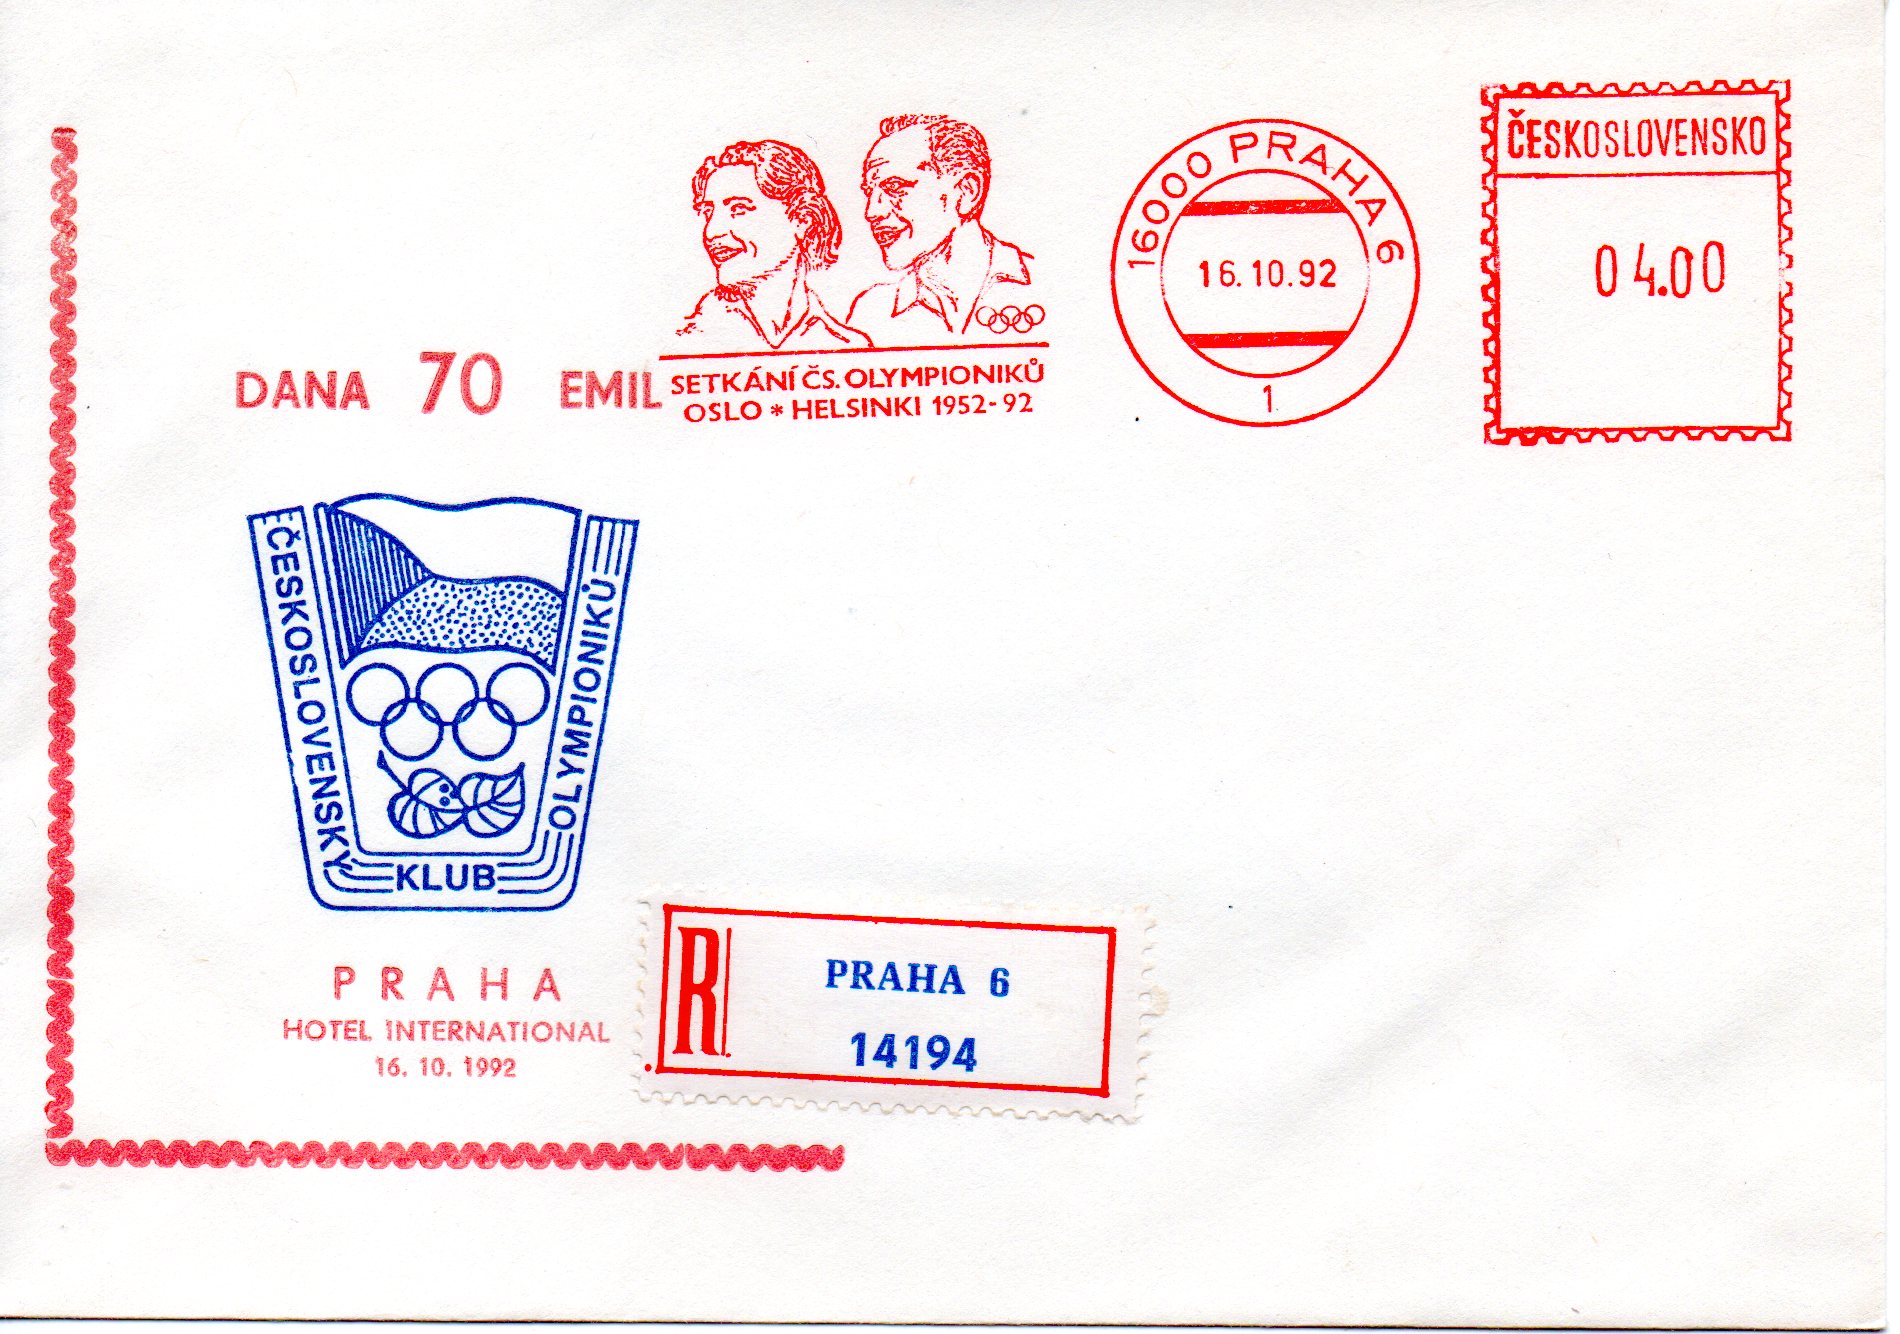 ČESKOSLOVENSKO
04.00
16000 PRAHA 6
16.10.92
1
DANA 70 EMIL
SETKÁNÍ ČS. OLYMPIONIKŮ
OSLO * HELSINKI 1952-92
ČESKOSLOVENSKÝ
KLUB
OLYMPIONIKŮ
PRAHA
HOTEL INTERNATIONAL
16. 10. 1992
R
PRAHA 6
14194